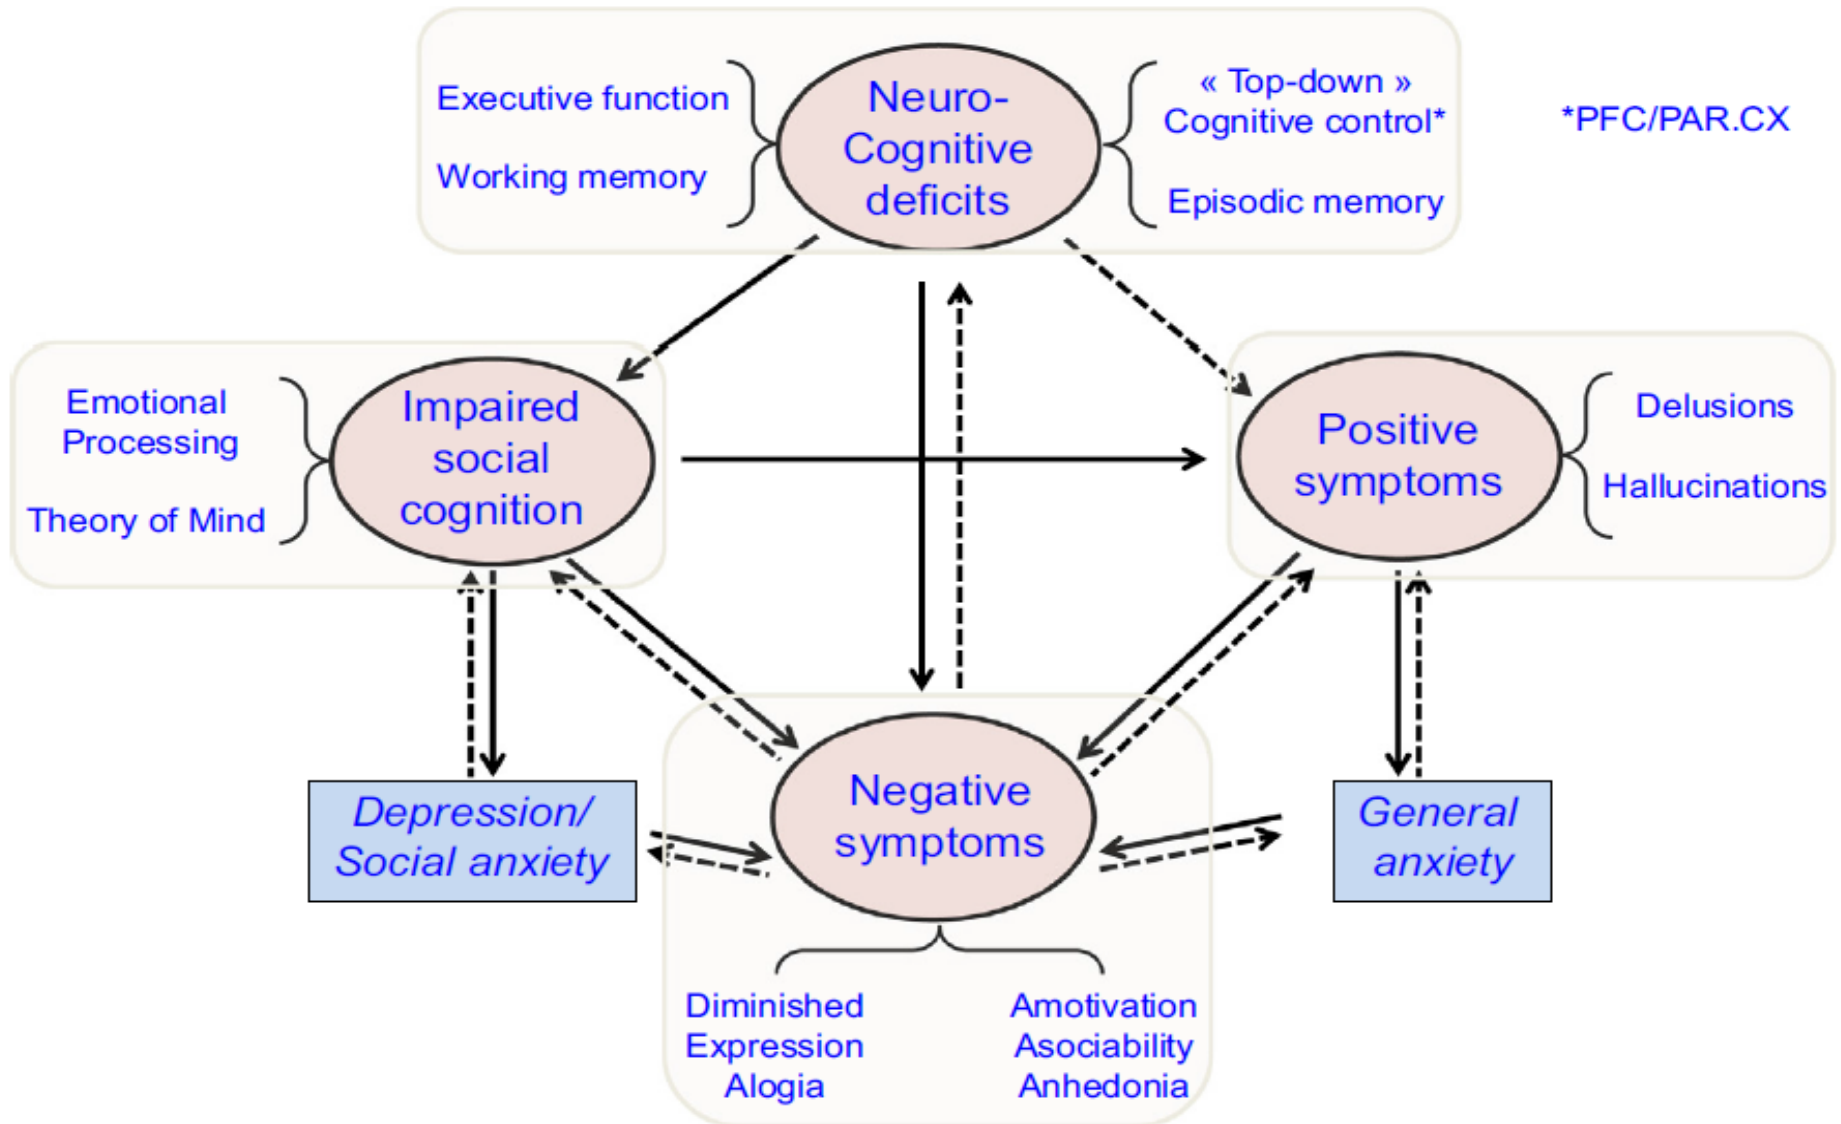 Executive function
Working memory
Neuro-
Cognitive
deficits
« Top-down »
Cognitive control*
Episodic memory
*PFC/PAR.CX
Emotional
Processing
Theory of Mind
Impaired
social
cognition
Positive
symptoms
Delusions
Hallucinations
Depression/
Social anxiety
Negative
symptoms
General
anxiety
Diminished
Expression
Alogia
Amotivation
Asociability
Anhedonia